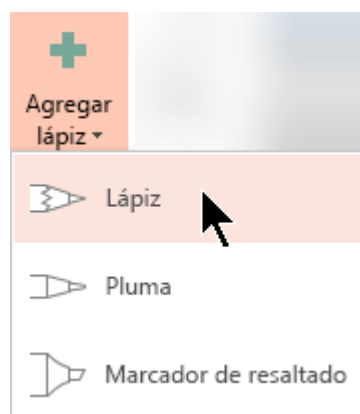 Agregar
lápiz
Lápiz
Pluma
Marcador de resaltado